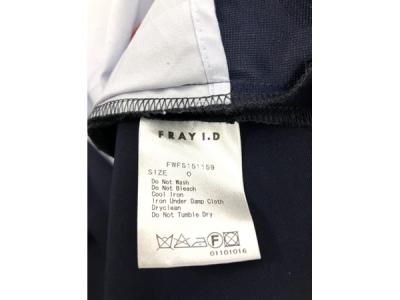 FRAY I.D
FWFS151159
SIZE 0
Do Not Wash
Do Not Bleach
Cool Iron
Iron Under Damp Cloth
Dryclean
Do Not Tumble Dry
F
01101016